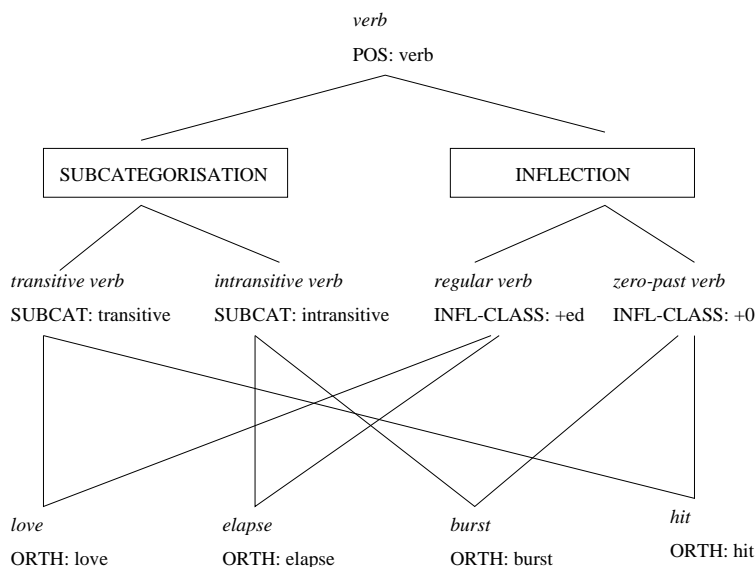 verb
POS: verb
SUBCATEGORISATION
INFLECTION
transitive verb
intransitive verb
regular verb
zero-past verb
SUBCAT: transitive
SUBCAT: intransitive
INFL-CLASS: +ed
INFL-CLASS: +0
love
elapse
burst
hit
ORTH: love
ORTH: elapse
ORTH: burst
ORTH: hit